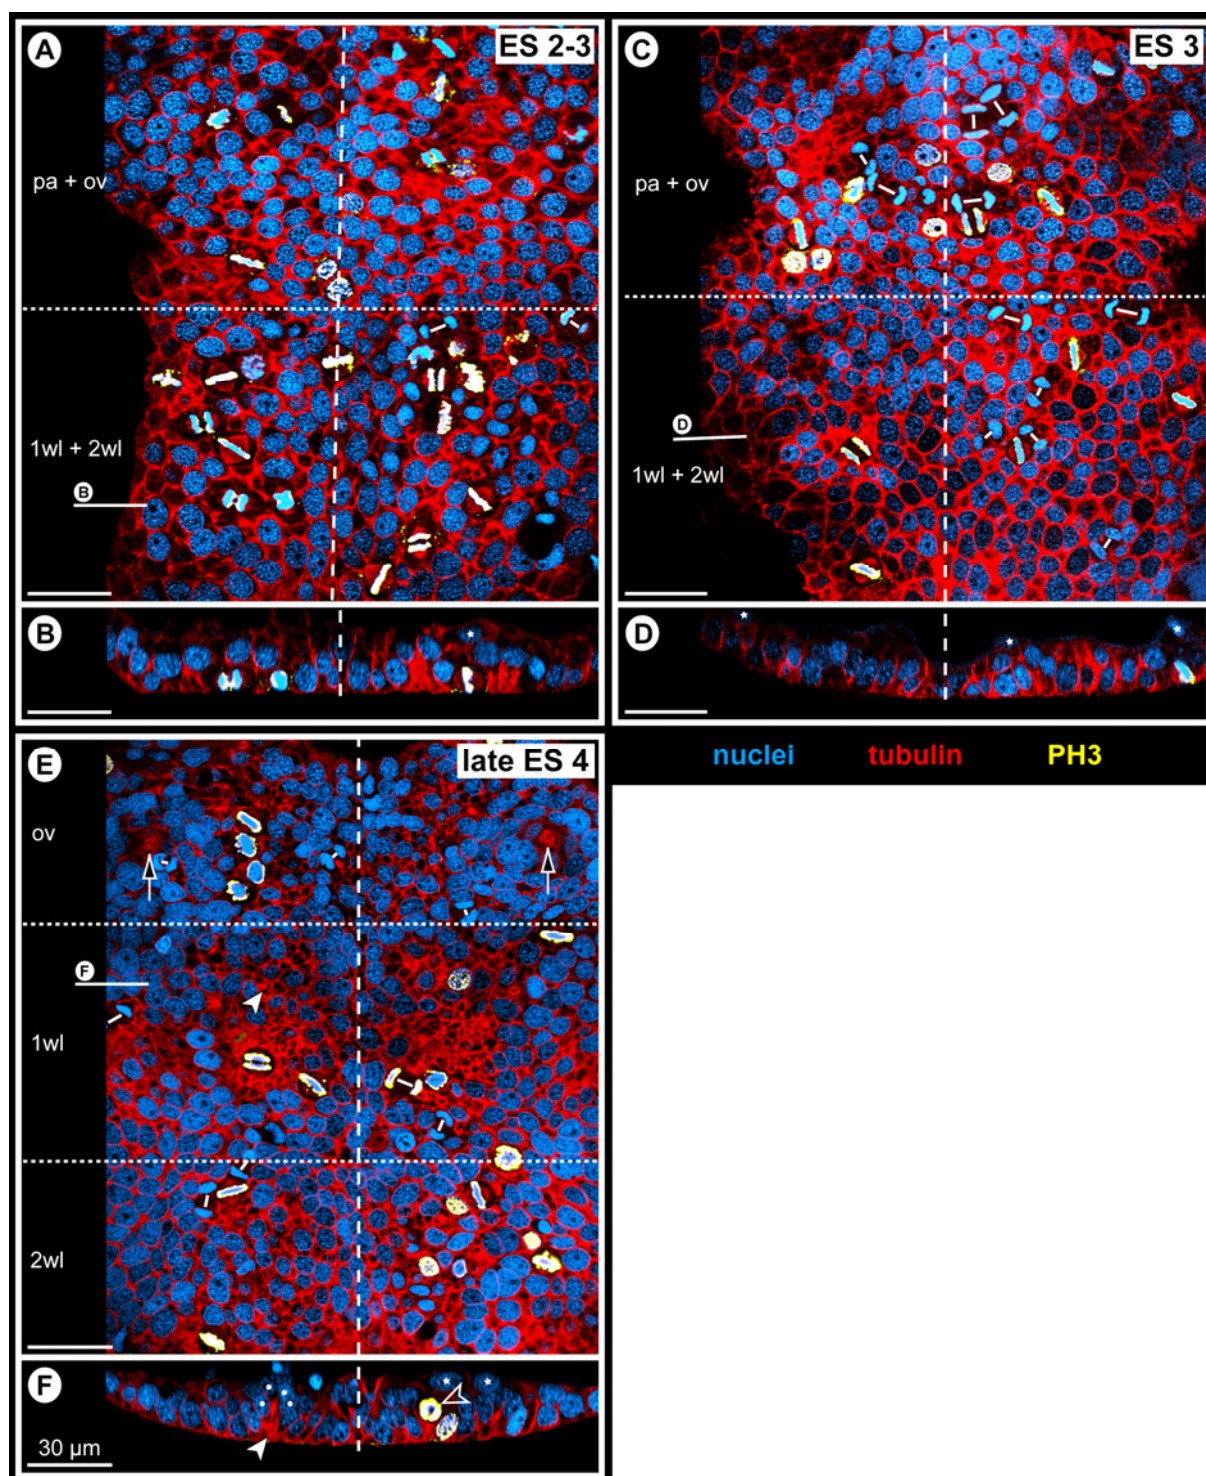 A
ES 2-3
pa + ov
1wl + 2wl
B
B
C
ES 3
pa + ov
D
1wl + 2wl
D
nuclei tubulin PH3
E
late ES 4
ov
F
1wl
2wl
F
30 µm